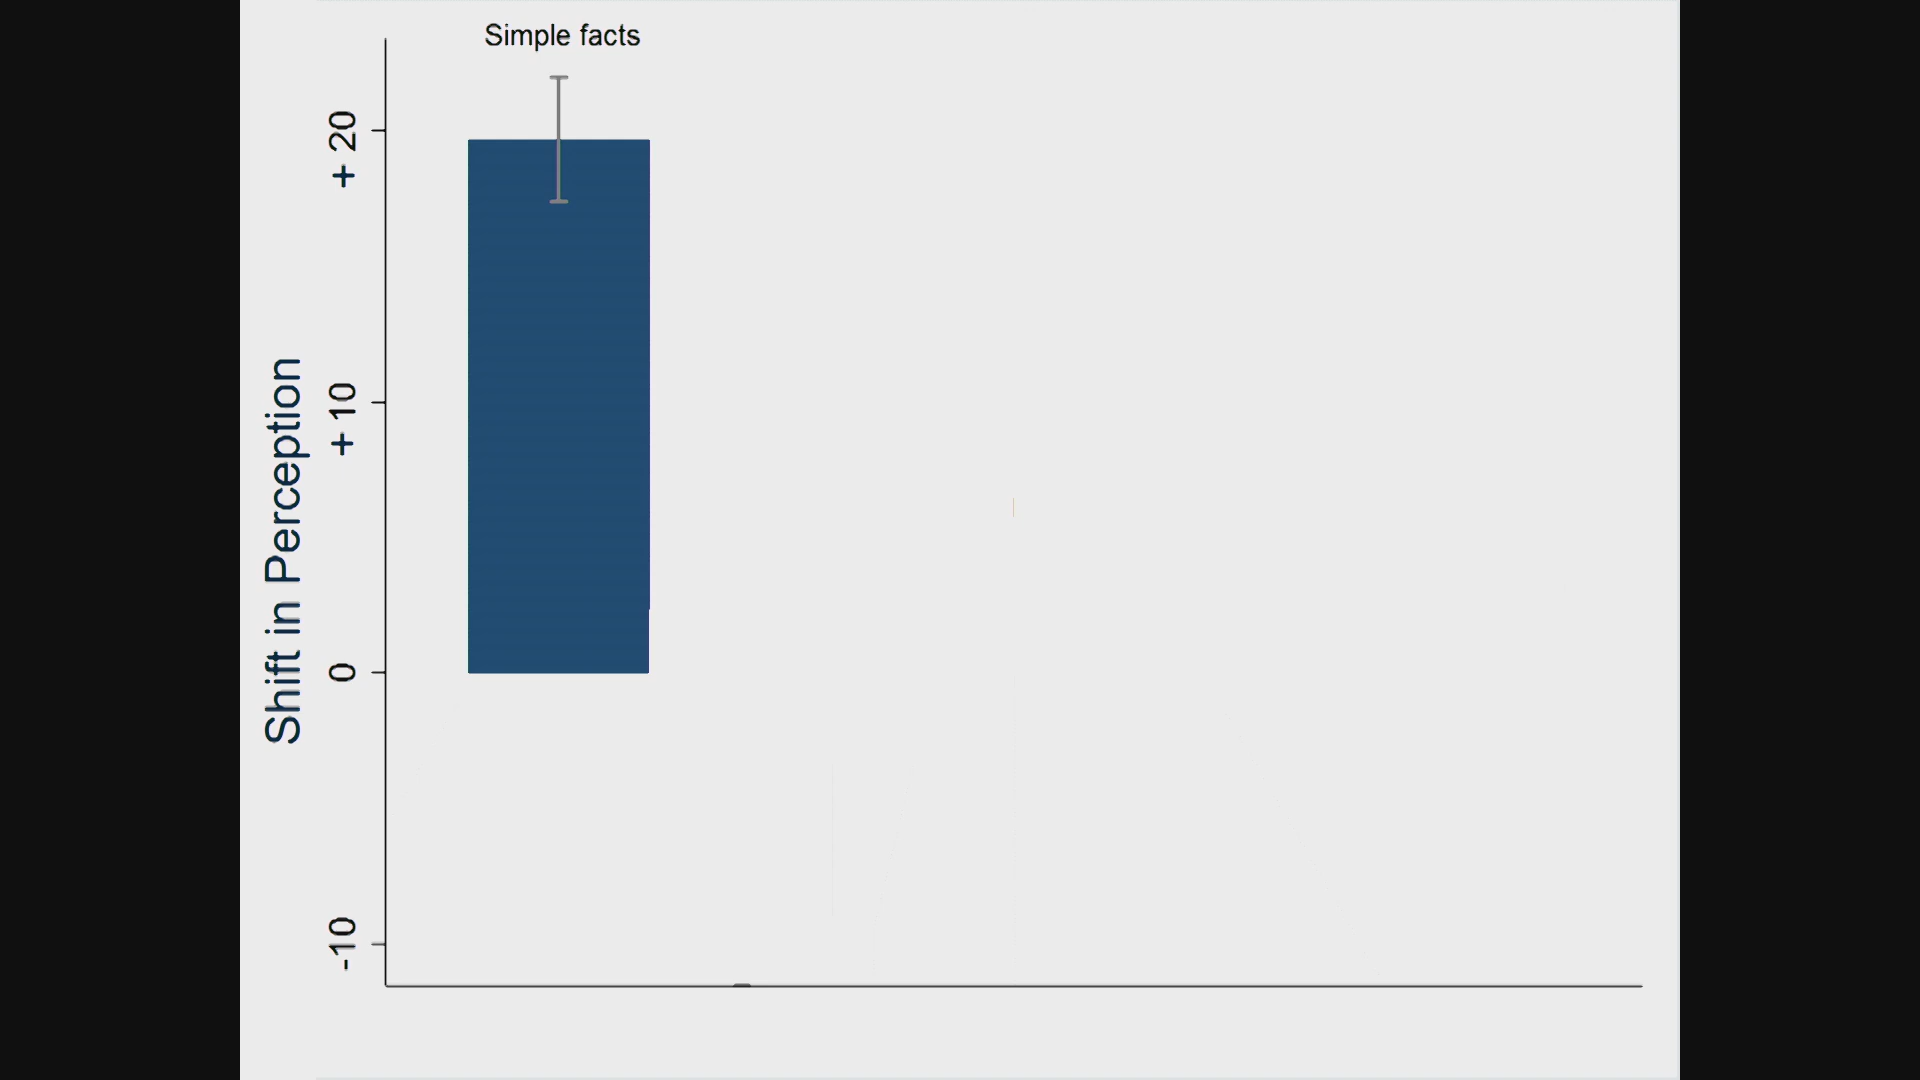 Simple facts
Shift in Perception
+ 20
+ 10
0
-10